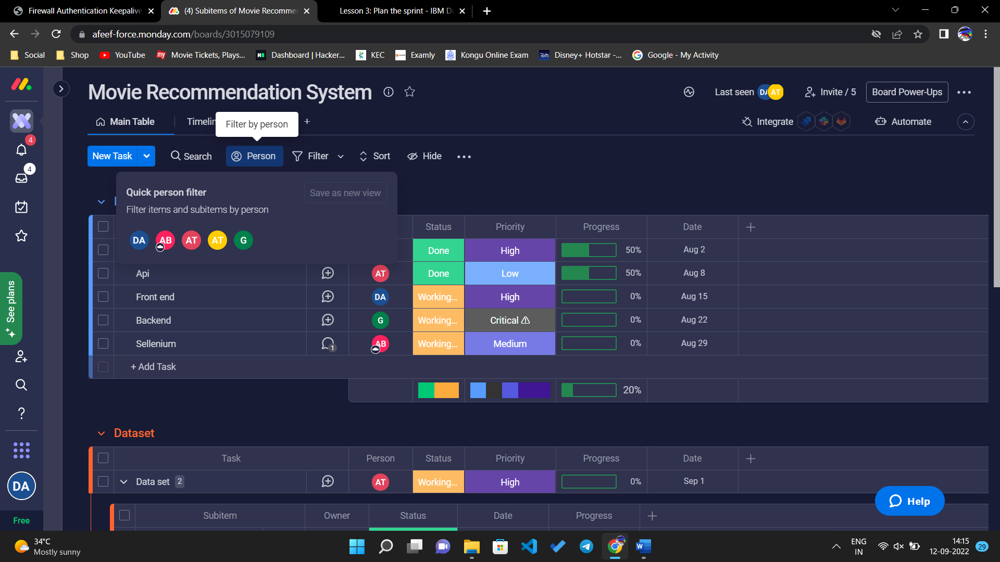 Firewall Authentication Keepalive
(4) Subitems of Movie Recomme
Lesson 3: Plan the sprint - IBM D
afeef-force.monday.com/boards/3015079109
Social
Shop
YouTube
my
Movie Tickets, Plays...
Dashboard | Hacker...
KEC
Examly
Kongu Online Exam
Disney+ Hotstar -...
Google - My Activity
Movie Recommendation System
Last seen DA AT
Invite / 5
Board Power-Ups
Main Table
Timelin
Filter by person
+
Integrate
Automate
4
4
New Task
Search
Person
Filter
Sort
Hide
Quick person filter
Save as new view
Filter items and subitems by person
DA AB AT AT G
Status Priority Progress Date
Done High 50% Aug 2
Api AT Done Low 50% Aug 8
Front end DA Working... High 0% Aug 15
Backend G Working... Critical 0% Aug 22
Sellenium 1 AB Working... Medium 0% Aug 29
+ Add Task
20%
See plans
Dataset
Task Person Status Priority Progress Date
Data set 2 AT Working... High 0% Sep 1
Subitem Owner Status Date Progress
Help
DA
Free
34°C
Mostly sunny
ENG
IN
14:15
12-09-2022
29